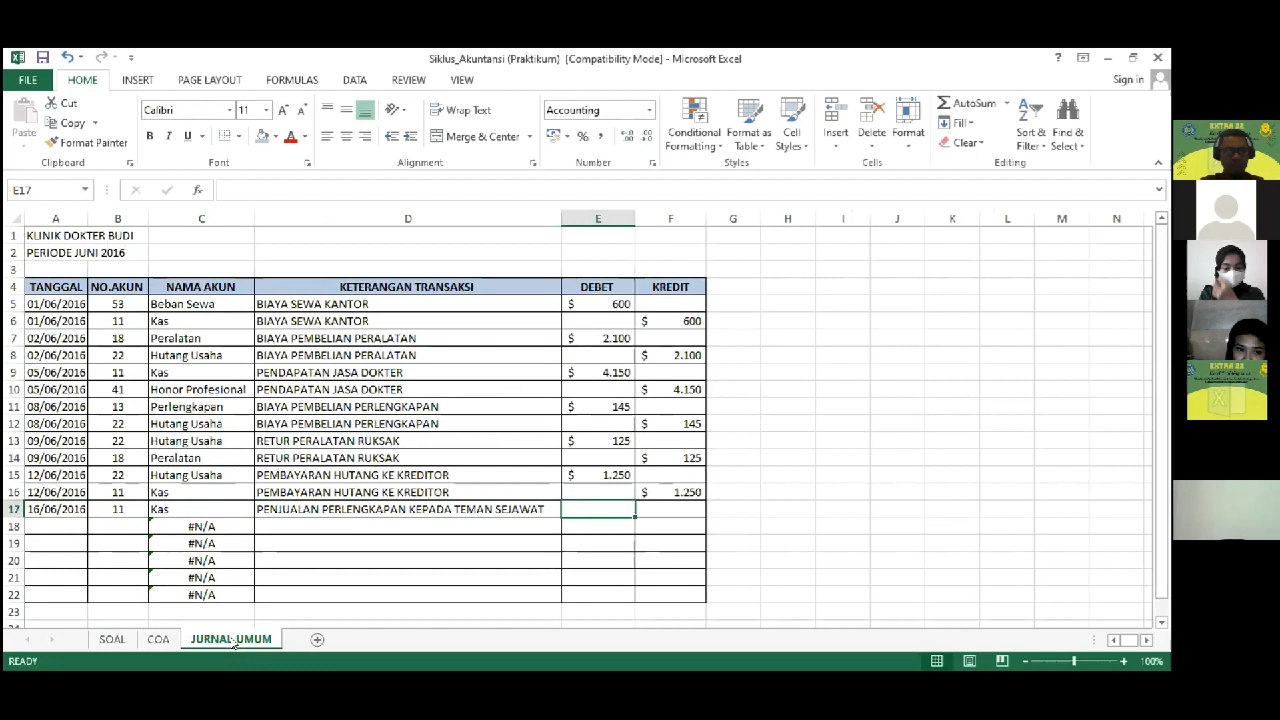 Siklus_Akuntansi (Praktikum) [Compatibility Mode] - Microsoft Excel
FILE HOME INSERT PAGE LAYOUT FORMULAS DATA REVIEW VIEW Sign in
Cut
Copy
Format Painter
Paste
Clipboard
Calibri 11
B I U
Font
Wrap Text
Merge & Center
Alignment
Accounting
Number
Conditional Formatting
Format as Table
Cell Styles
Styles
Insert
Delete
Format
Cells
AutoSum
Fill
Clear
Sort & Filter
Find & Select
Editing
E17 fx
A B C D E F G H I J K L M N
1 KLINIK DOKTER BUDI
2 PERIODE JUNI 2016
3
4 TANGGAL NO.AKUN NAMA AKUN KETERANGAN TRANSAKSI DEBET KREDIT
5 01/06/2016 53 Beban Sewa BIAYA SEWA KANTOR $ 600
6 01/06/2016 11 Kas BIAYA SEWA KANTOR $ 600
7 02/06/2016 18 Peralatan BIAYA PEMBELIAN PERALATAN $ 2.100
8 02/06/2016 22 Hutang Usaha BIAYA PEMBELIAN PERALATAN $ 2.100
9 05/06/2016 11 Kas PENDAPATAN JASA DOKTER $ 4.150
10 05/06/2016 41 Honor Profesional PENDAPATAN JASA DOKTER $ 4.150
11 08/06/2016 13 Perlengkapan BIAYA PEMBELIAN PERLENGKAPAN $ 145
12 08/06/2016 22 Hutang Usaha BIAYA PEMBELIAN PERLENGKAPAN $ 145
13 09/06/2016 22 Hutang Usaha RETUR PERALATAN RUKSAK $ 125
14 09/06/2016 18 Peralatan RETUR PERALATAN RUKSAK $ 125
15 12/06/2016 22 Hutang Usaha PEMBAYARAN HUTANG KE KREDITOR $ 1.250
16 12/06/2016 11 Kas PEMBAYARAN HUTANG KE KREDITOR $ 1.250
17 16/06/2016 11 Kas PENJUALAN PERLENGKAPAN KEPADA TEMAN SEJAWAT
18 #N/A
19 #N/A
20 #N/A
21 #N/A
22 #N/A
23
SOAL COA JURNAL UMUM
READY 100%